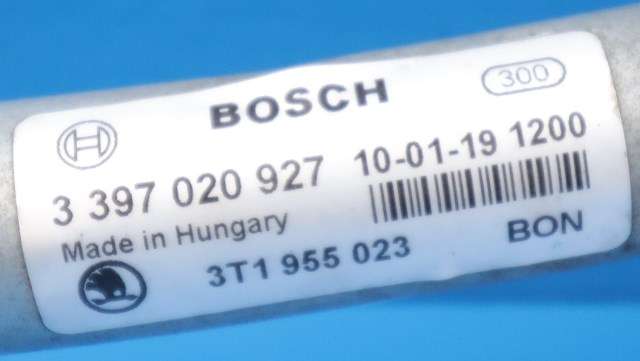 BOSCH
300
3 397 020 927
10-01-19 1200
Made in Hungary
3T1 955 023
BON